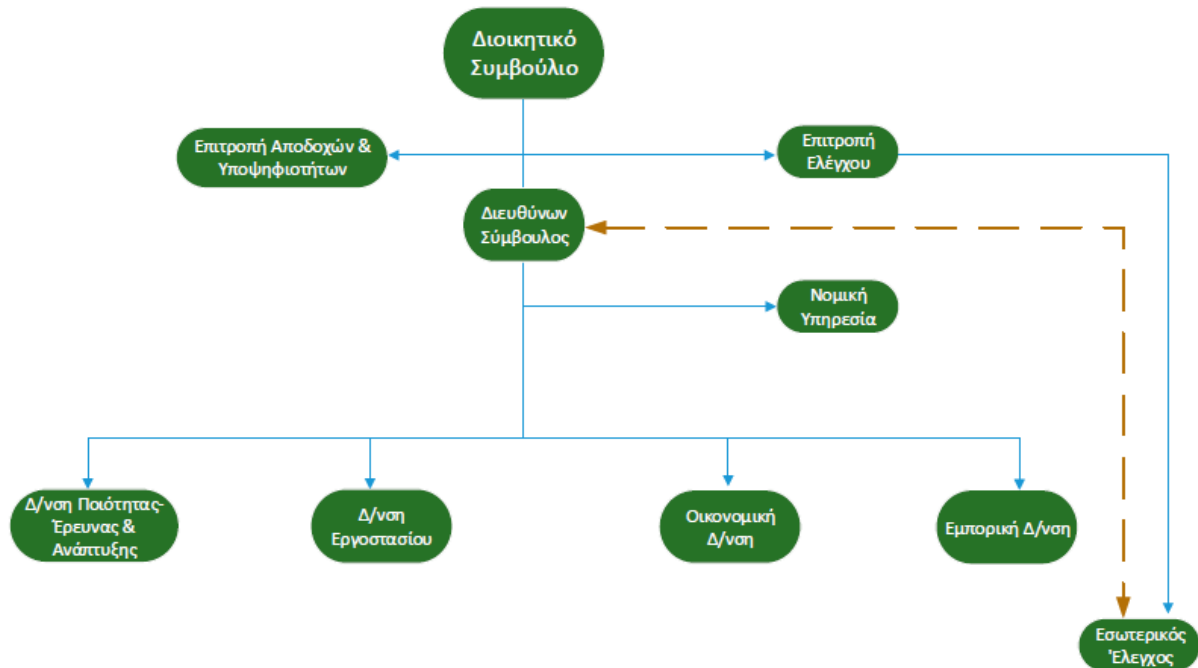 Διοικητικό
Συμβούλιο
Επιτροπή Αποδοχών &
Υποψηφιοτήτων
Επιτροπή
Ελέγχου
Διευθύνων
Σύμβουλος
Νομική
Υπηρεσία
Δ/νση Ποιότητας-
Έρευνας &
Ανάπτυξης
Δ/νση
Εργοστασίου
Οικονομική
Δ/νση
Εμπορική Δ/νση
Εσωτερικός
Έλεγχος